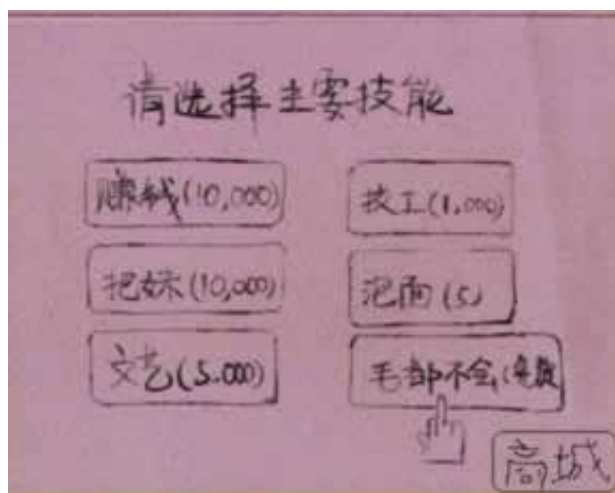 请选择主要技能
赚钱(10,000)
技工(1,000)
把妹(10,000)
泡面(5)
文艺(5.000)
毛都不会(免费
商城